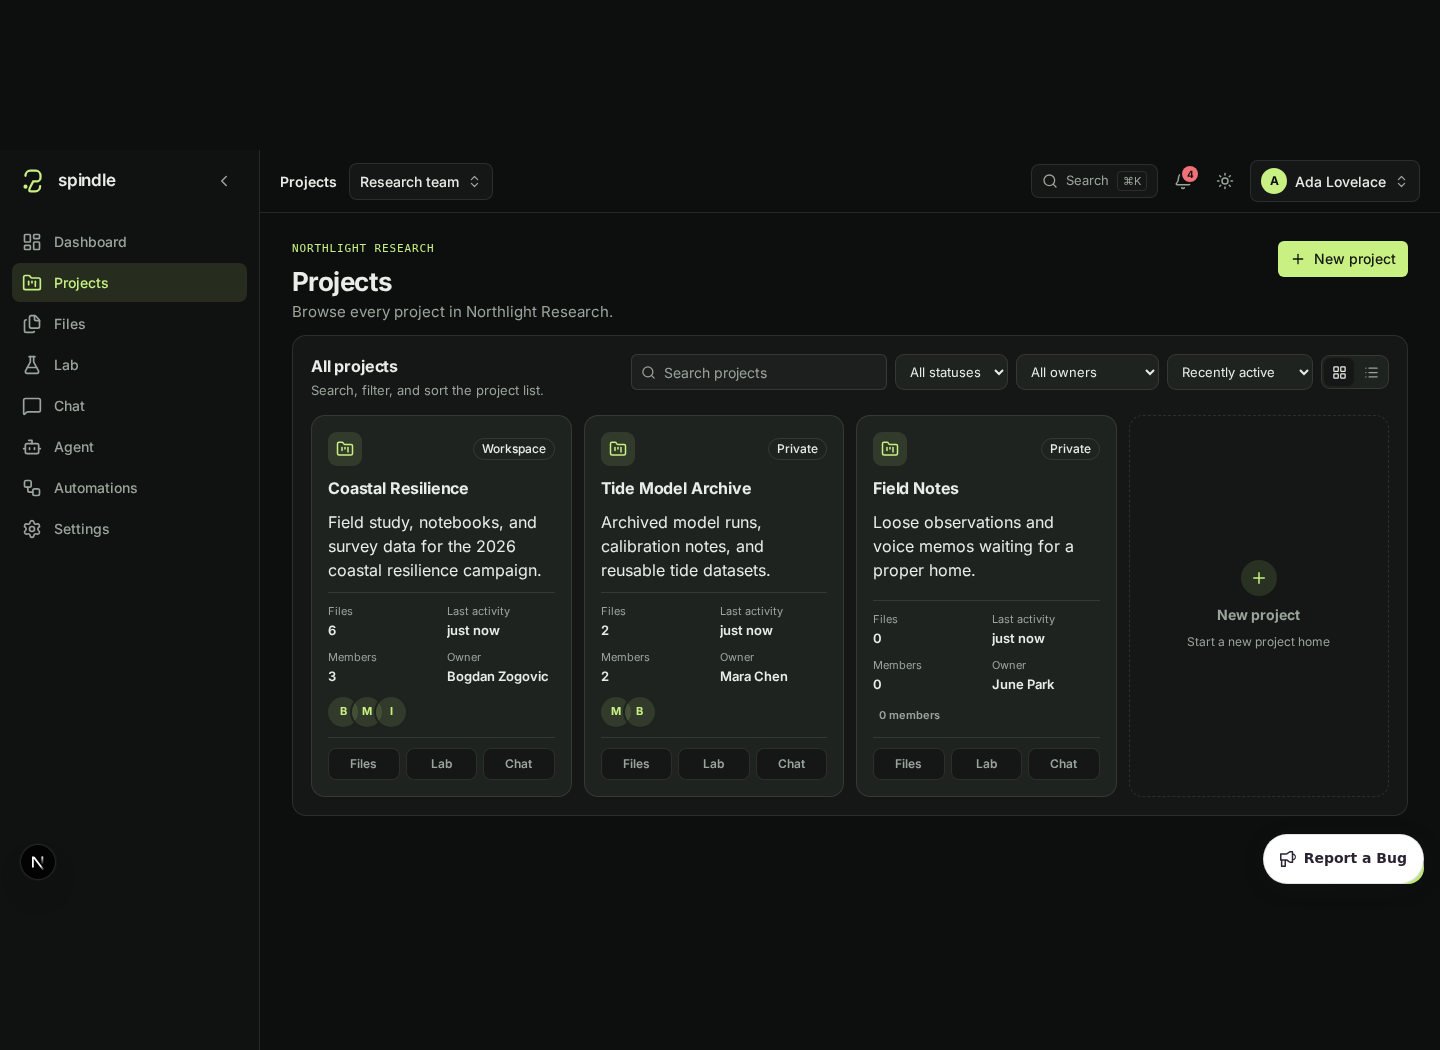 spindle
Projects
Research team
Search ⌘K
4
A
Ada Lovelace
Dashboard
Projects
Files
Lab
Chat
Agent
Automations
Settings
NORTHLIGHT RESEARCH
Projects
Browse every project in Northlight Research.
New project
All projects
Search, filter, and sort the project list.
Search projects
All statuses
All owners
Recently active
Workspace
Coastal Resilience
Field study, notebooks, and
survey data for the 2026
coastal resilience campaign.
Files
6
Last activity
just now
Members
3
Owner
Bogdan Zogovic
B M I
Files
Lab
Chat
Private
Tide Model Archive
Archived model runs,
calibration notes, and
reusable tide datasets.
Files
2
Last activity
just now
Members
2
Owner
Mara Chen
M B
Files
Lab
Chat
Private
Field Notes
Loose observations and
voice memos waiting for a
proper home.
Files
0
Last activity
just now
Members
0
Owner
June Park
0 members
Files
Lab
Chat
New project
Start a new project home
N
Report a Bug